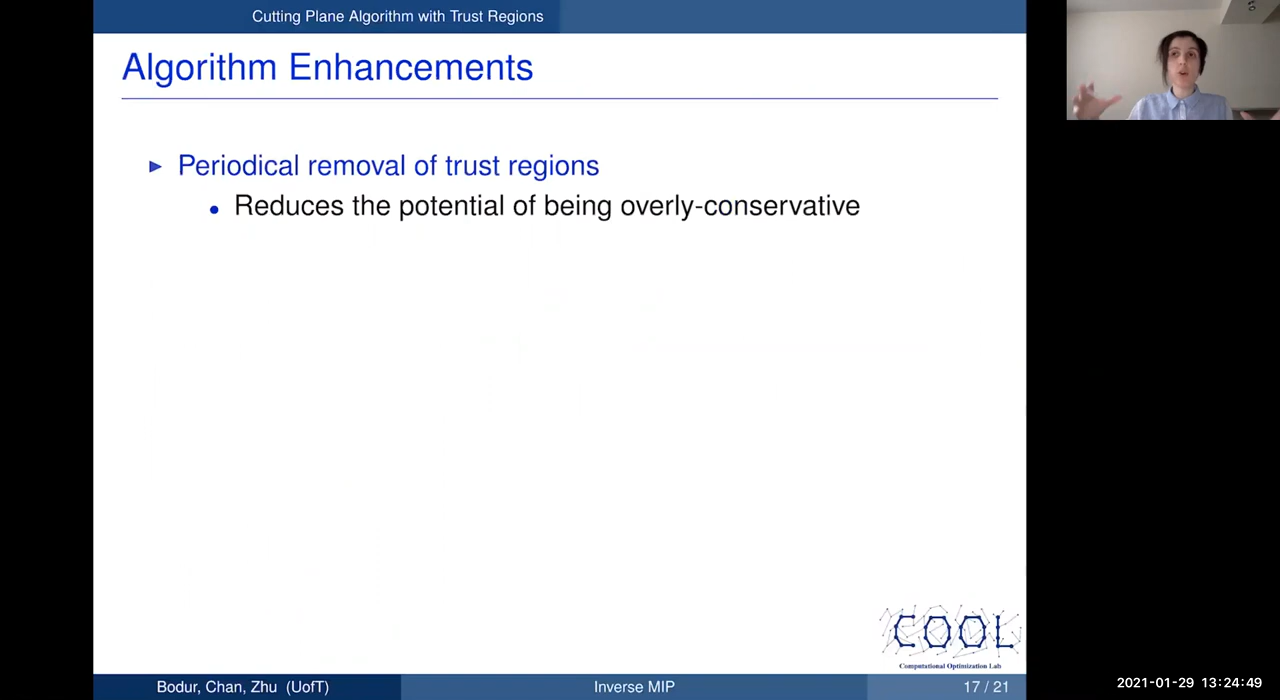 Cutting Plane Algorithm with Trust Regions
Algorithm Enhancements
Periodical removal of trust regions
Reduces the potential of being overly-conservative
COOL
Computational Optimization Lab
Bodur, Chan, Zhu (UofT)
Inverse MIP
17 / 21
2021-01-29 13:24:49